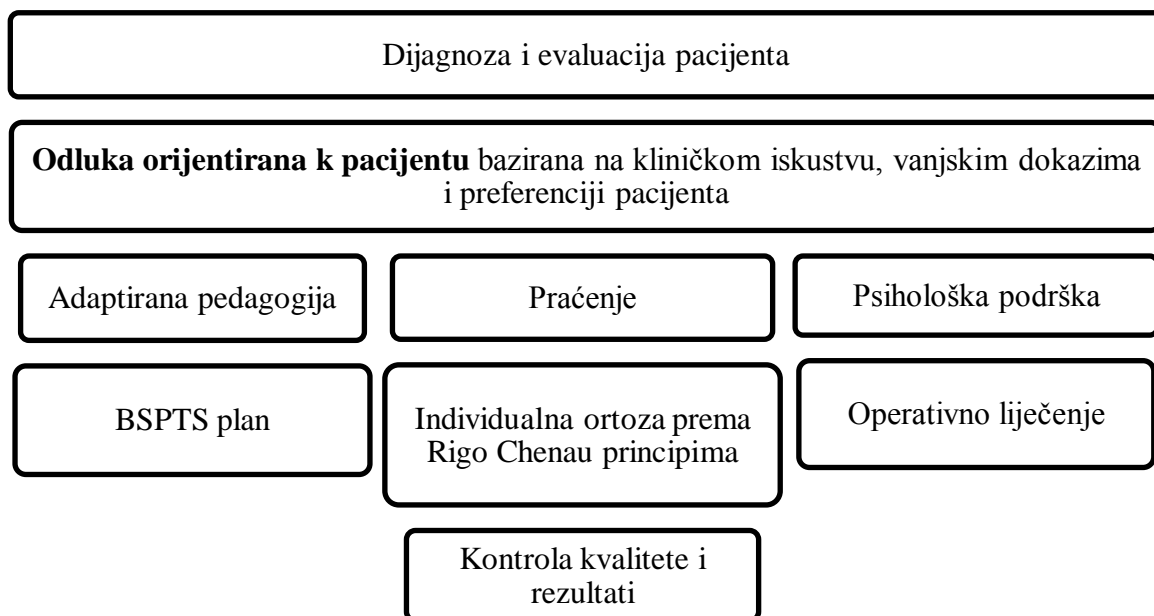 Dijagnoza i evaluacija pacijenta
Odluka orijentirana k pacijentu bazirana na kliničkom iskustvu, vanjskim dokazima
i preferenciji pacijenta
Adaptirana pedagogija
Praćenje
Psihološka podrška
BSPTS plan
Individualna ortoza prema
Rigo Chenau principima
Operativno liječenje
Kontrola kvalitete i
rezultati